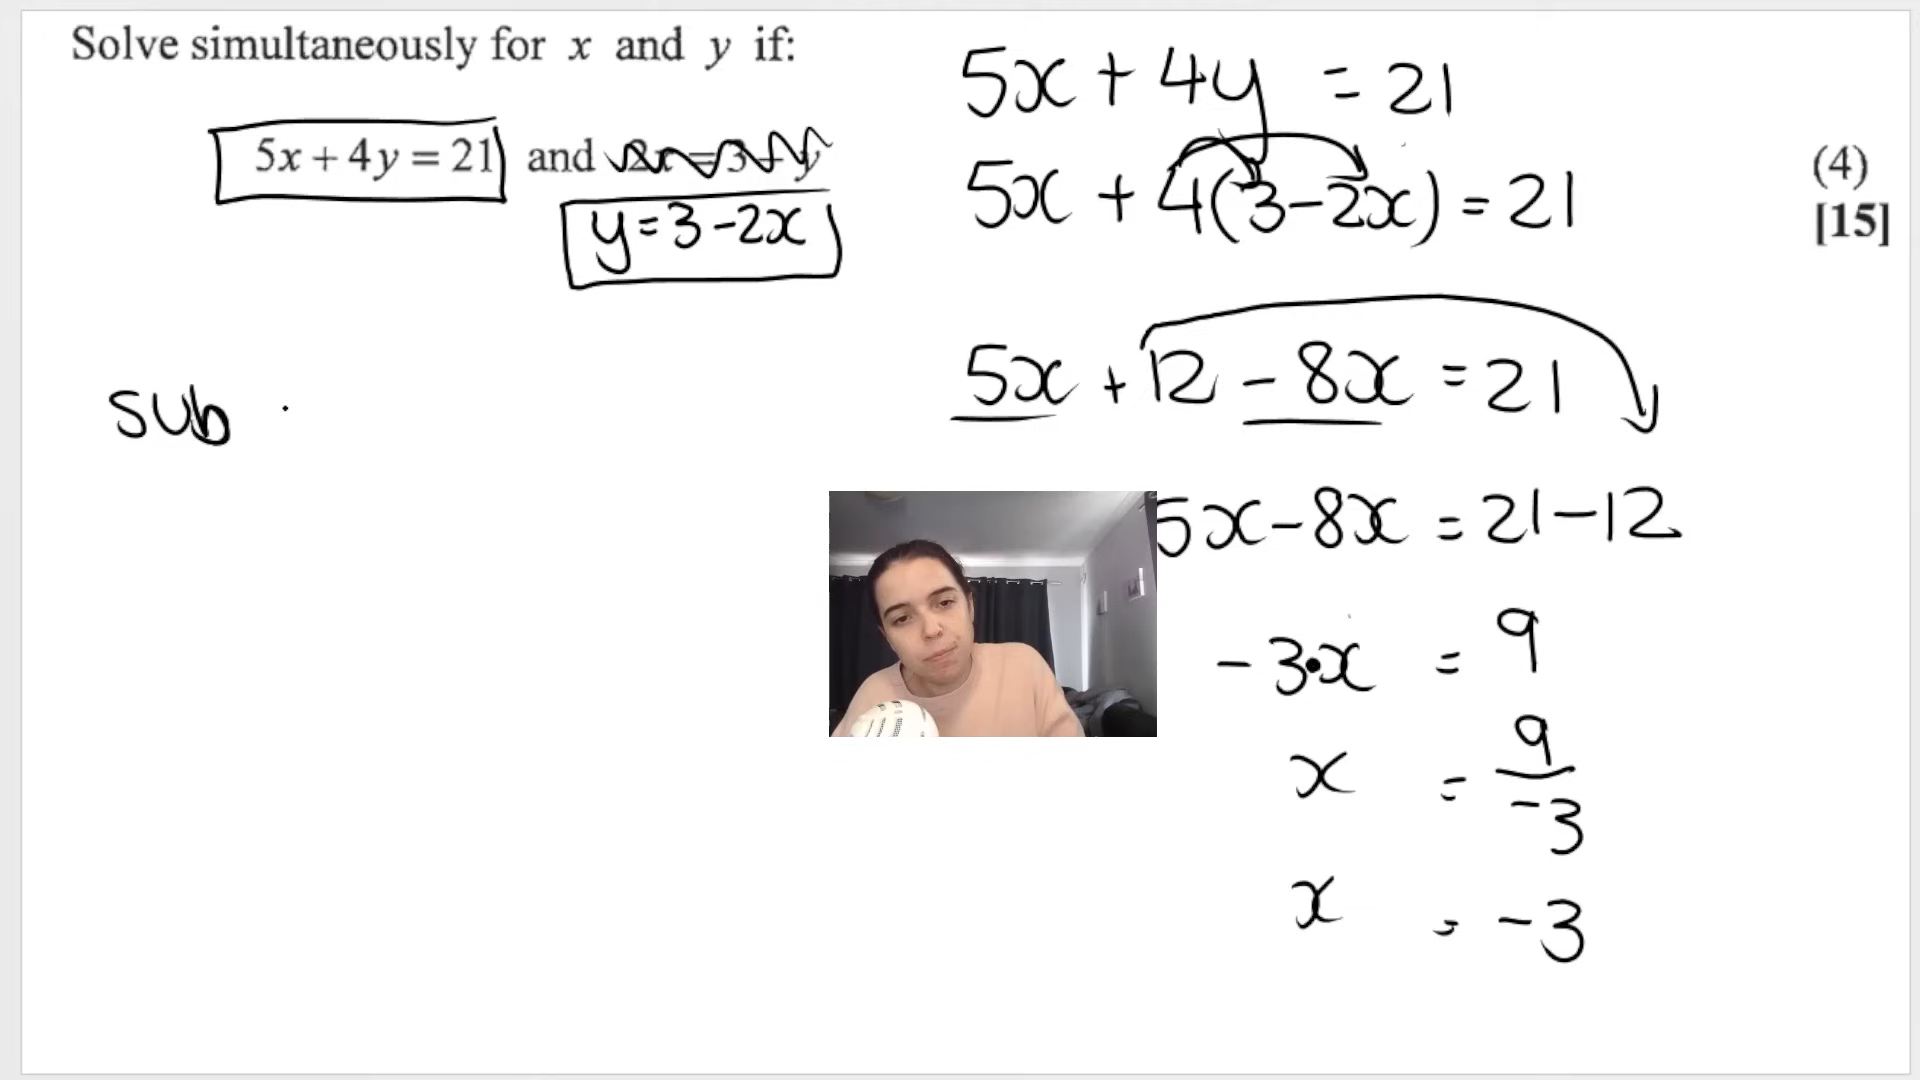 Solve simultaneously for x and y if:
5x + 4y = 21 and
y = 3 - 2x
sub
5x + 4y = 21
5x + 4(3 - 2x) = 21
5x + 12 - 8x = 21
5x - 8x = 21 - 12
-3·x = 9
x = 9/-3
x = -3
(4)
[15]